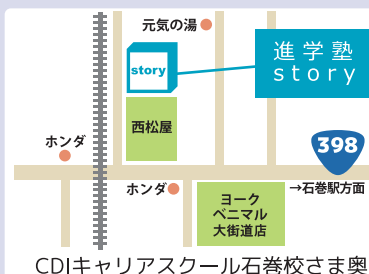 元気の湯
story
進学塾
story
西松屋
ホンダ
398
ホンダ
→石巻駅方面
ヨーク
ベニマル
大街道店
CDIキャリアスクール石巻校さま奥